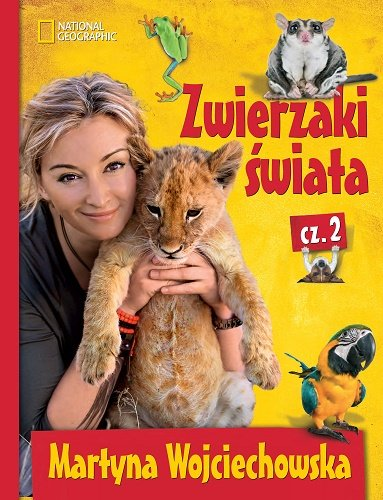 NATIONAL
GEOGRAPHIC
Zwierzaki
świata
cz. 2
Martyna Wojciechowska